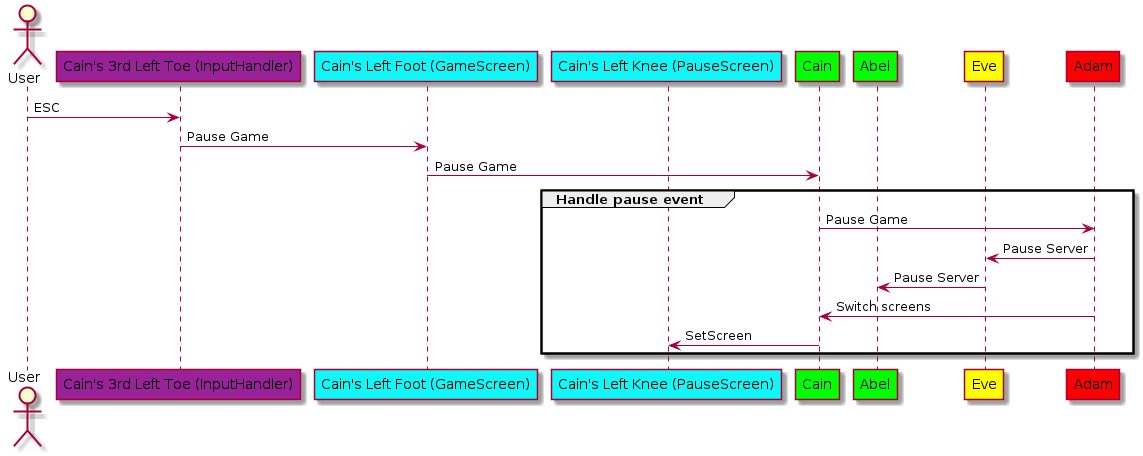 User
Cain's 3rd Left Toe (InputHandler)
Cain's Left Foot (GameScreen)
Cain's Left Knee (PauseScreen)
Cain
Abel
Eve
Adam
ESC
Pause Game
Pause Game
Handle pause event
Pause Game
Pause Server
Pause Server
Switch screens
SetScreen
User
Cain's 3rd Left Toe (InputHandler)
Cain's Left Foot (GameScreen)
Cain's Left Knee (PauseScreen)
Cain
Abel
Eve
Adam